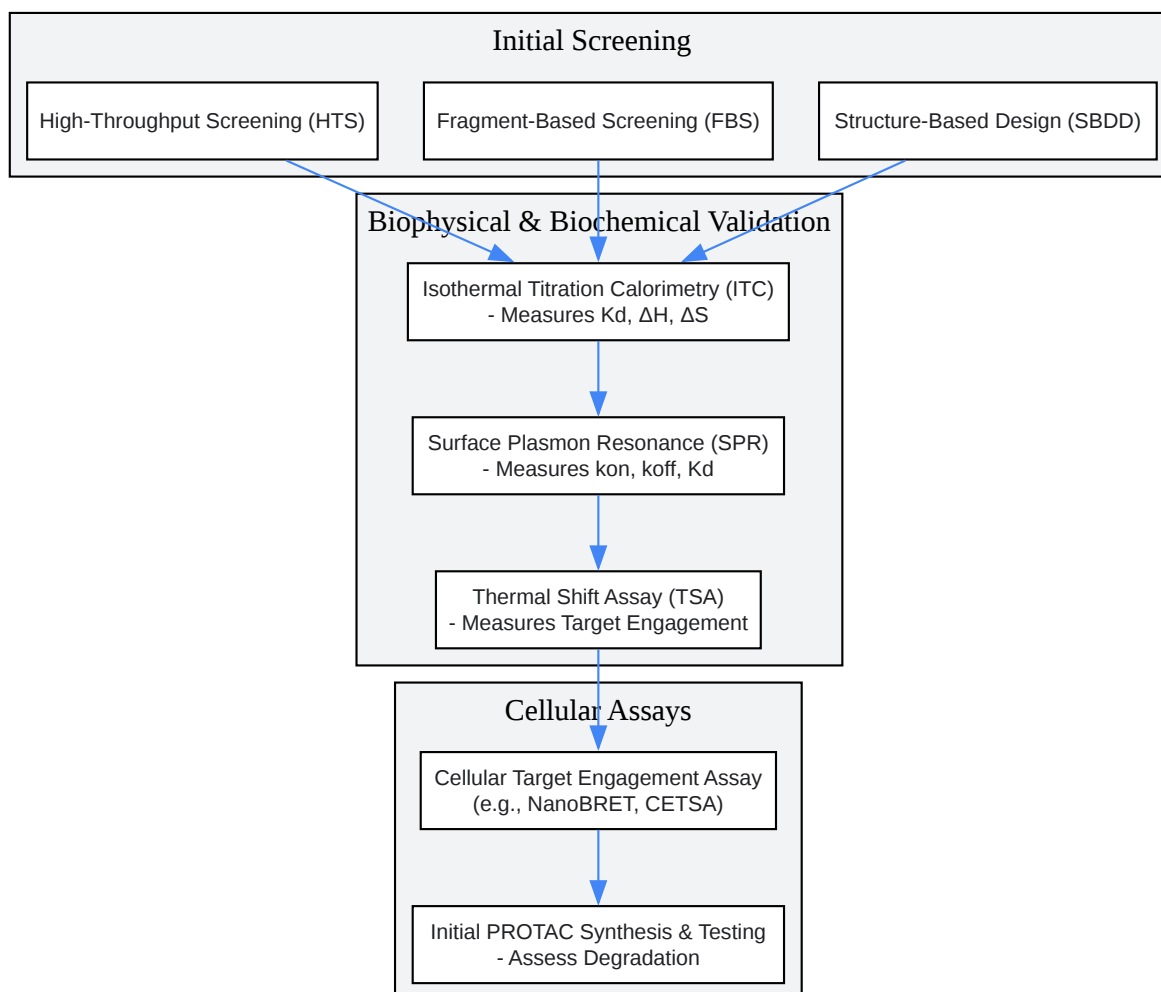 Initial Screening
High-Throughput Screening (HTS)
Fragment-Based Screening (FBS)
Structure-Based Design (SBDD)
Biophysical & Biochemical Validation
Isothermal Titration Calorimetry (ITC)
- Measures Kd, ΔH, ΔS
Surface Plasmon Resonance (SPR)
- Measures kon, koff, Kd
Thermal Shift Assay (TSA)
- Measures Target Engagement
Cellular Assays
Cellular Target Engagement Assay
(e.g., NanoBRET, CETSA)
Initial PROTAC Synthesis & Testing
- Assess Degradation